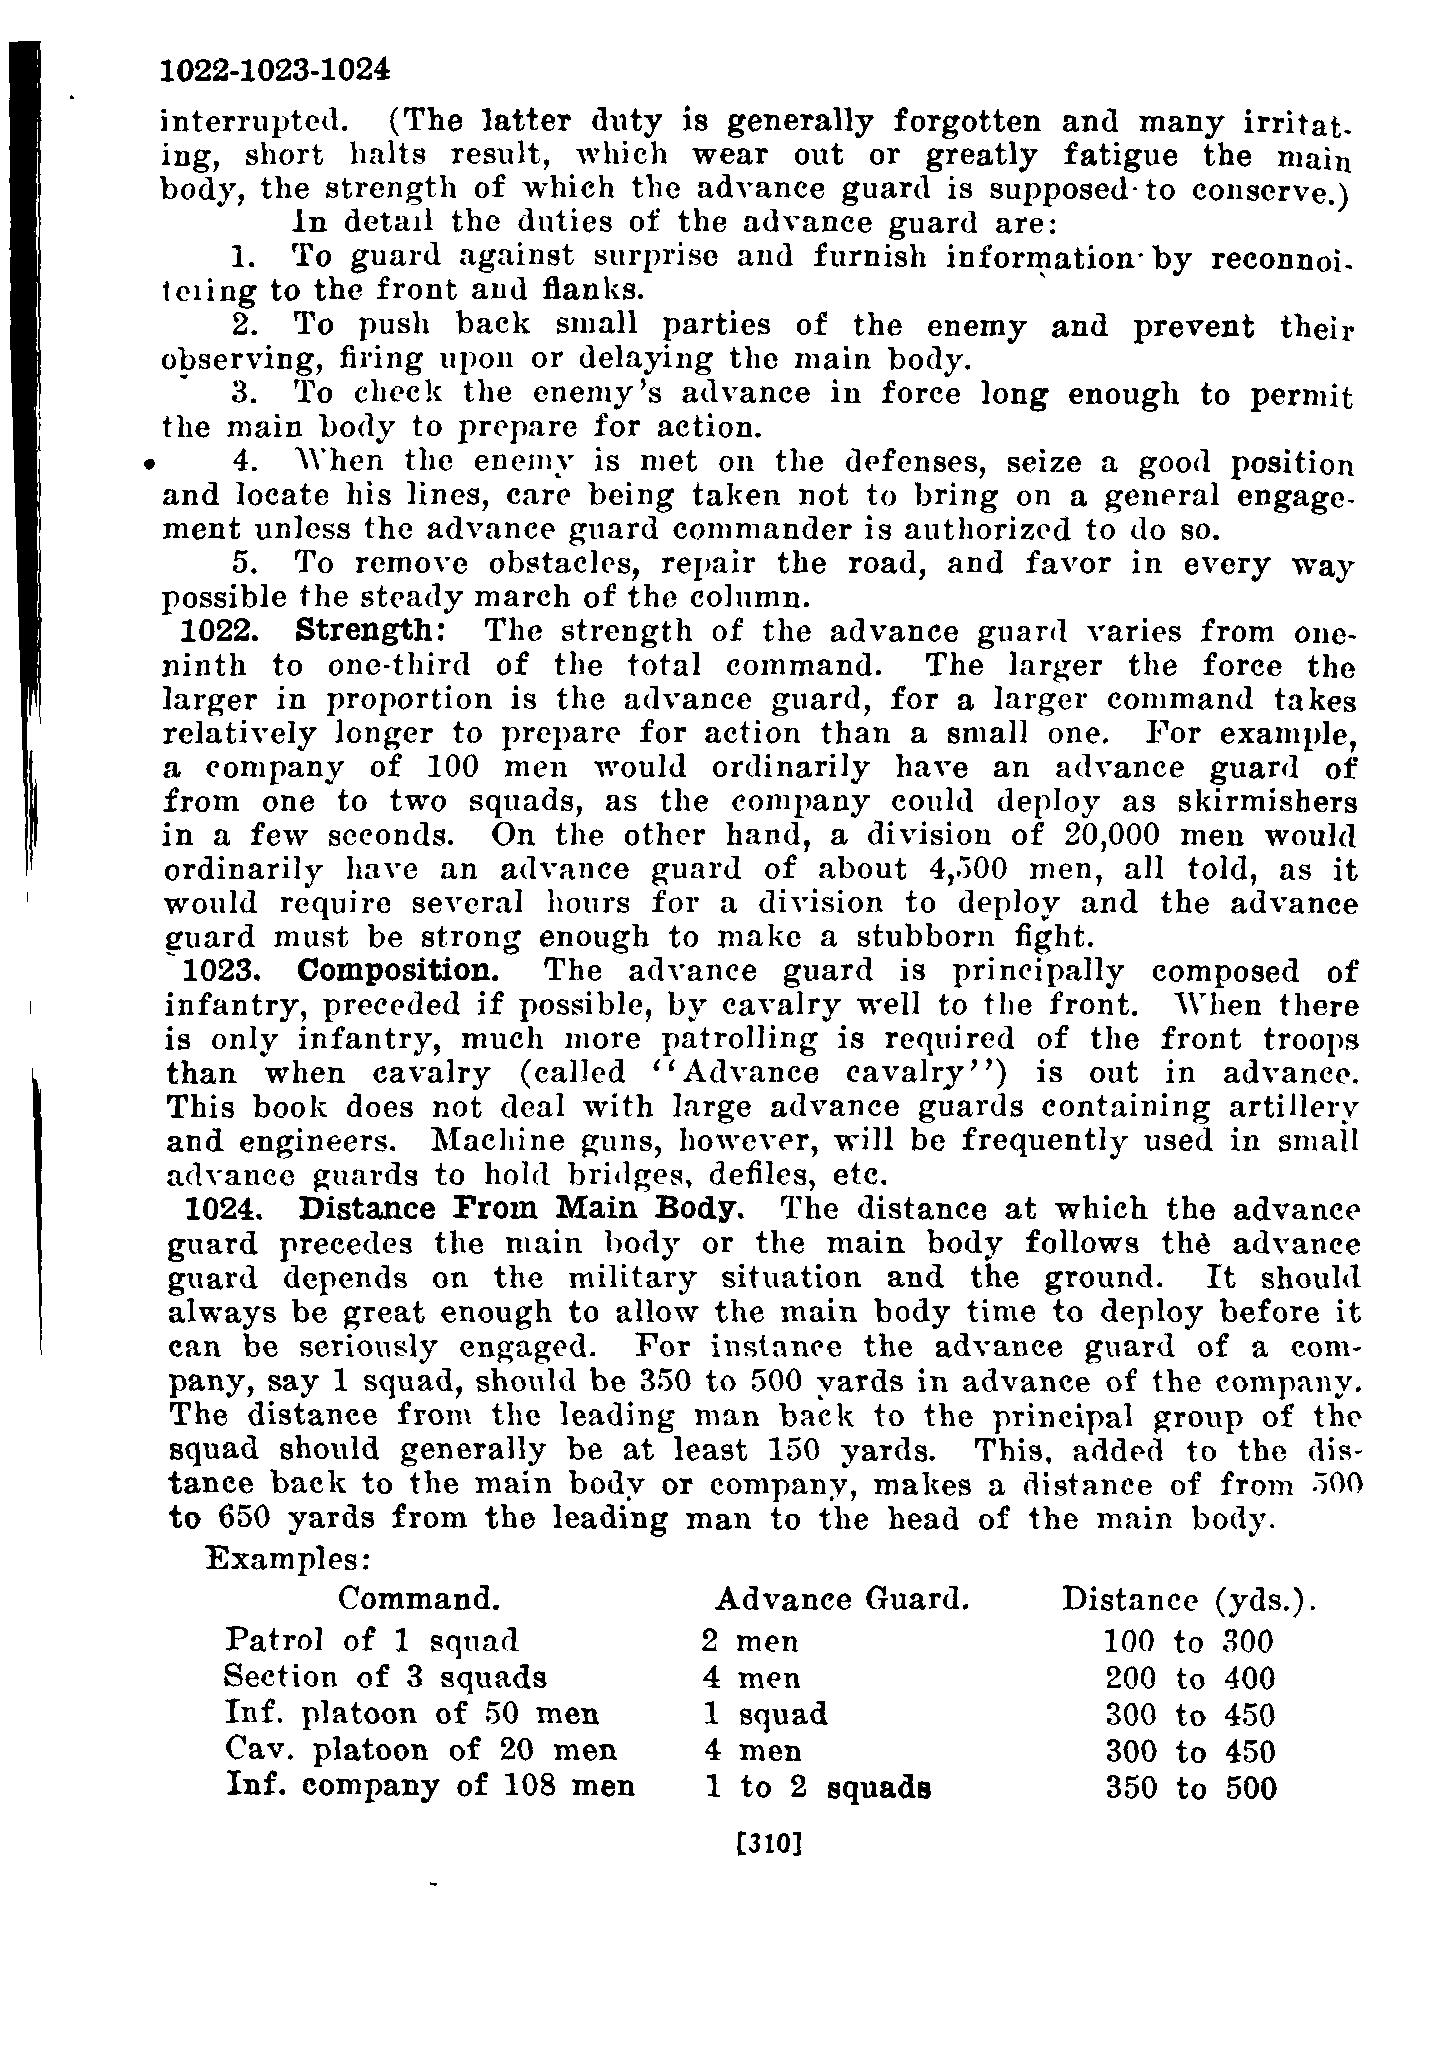 1022-1023-1024
interrupted. (The latter duty is generally forgotten and many irritat-
ing, short halts result, which wear out or greatly fatigue the main
body, the strength of which the advance guard is supposed to conserve.)
In detail the duties of the advance guard are:
1. To guard against surprise and furnish information by reconnoi-
tering to the front and flanks.
2. To push back small parties of the enemy and prevent their
observing, firing upon or delaying the main body.
3. To check the enemy's advance in force long enough to permit
the main body to prepare for action.
4. When the enemy is met on the defenses, seize a good position
and locate his lines, care being taken not to bring on a general engage-
ment unless the advance guard commander is authorized to do so.
5. To remove obstacles, repair the road, and favor in every way
possible the steady march of the column.
1022. Strength: The strength of the advance guard varies from one-
ninth to one-third of the total command. The larger the force the
larger in proportion is the advance guard, for a larger command takes
relatively longer to prepare for action than a small one. For example,
a company of 100 men would ordinarily have an advance guard of
from one to two squads, as the company could deploy as skirmishers
in a few seconds. On the other hand, a division of 20,000 men would
ordinarily have an advance guard of about 4,500 men, all told, as it
would require several hours for a division to deploy and the advance
guard must be strong enough to make a stubborn fight.
1023. Composition. The advance guard is principally composed of
infantry, preceded if possible, by cavalry well to the front. When there
is only infantry, much more patrolling is required of the front troops
than when cavalry (called "Advance cavalry") is out in advance.
This book does not deal with large advance guards containing artillery
and engineers. Machine guns, however, will be frequently used in small
advance guards to hold bridges, defiles, etc.
1024. Distance From Main Body. The distance at which the advance
guard precedes the main body or the main body follows the advance
guard depends on the military situation and the ground. It should
always be great enough to allow the main body time to deploy before it
can be seriously engaged. For instance the advance guard of a com-
pany, say 1 squad, should be 350 to 500 yards in advance of the company.
The distance from the leading man back to the principal group of the
squad should generally be at least 150 yards. This, added to the dis-
tance back to the main body or company, makes a distance of from 500
to 650 yards from the leading man to the head of the main body.
Examples:
Command. Advance Guard. Distance (yds.).
Patrol of 1 squad 2 men 100 to 300
Section of 3 squads 4 men 200 to 400
Inf. platoon of 50 men 1 squad 300 to 450
Cav. platoon of 20 men 4 men 300 to 450
Inf. company of 108 men 1 to 2 squads 350 to 500
[310]